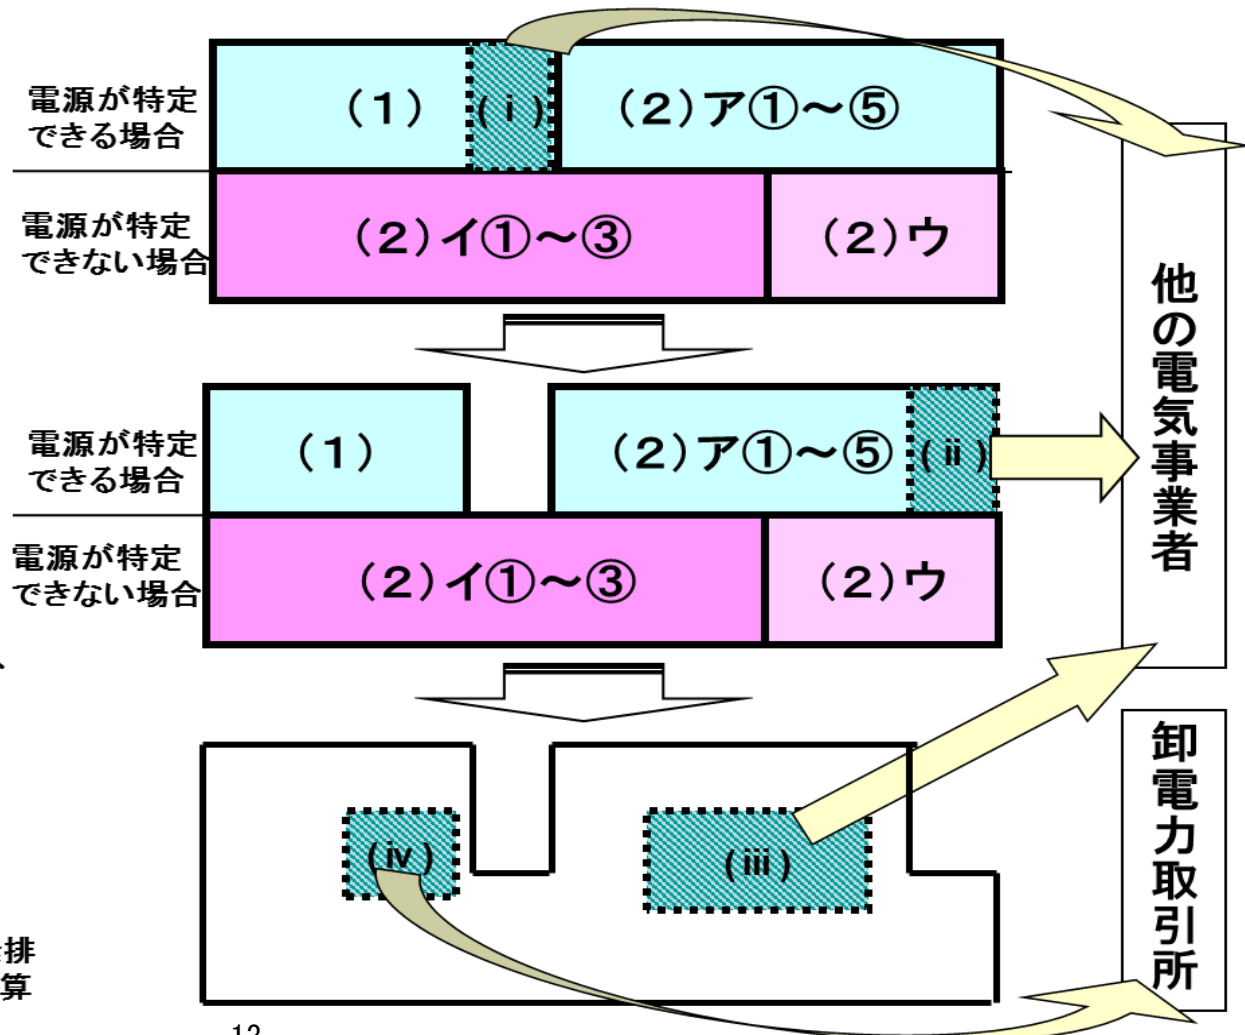 電源が特定
できる場合
(１)
(ⅰ)
(２)ア①～⑤
電源が特定
できない場合
(２)イ①～③
(２)ウ
電源が特定
できる場合
(１)
(２)ア①～⑤
(ⅱ)
電源が特定
できない場合
(２)イ①～③
(２)ウ
他の電気事業者
(ⅳ)
(ⅲ)
卸電力取引所
排
算